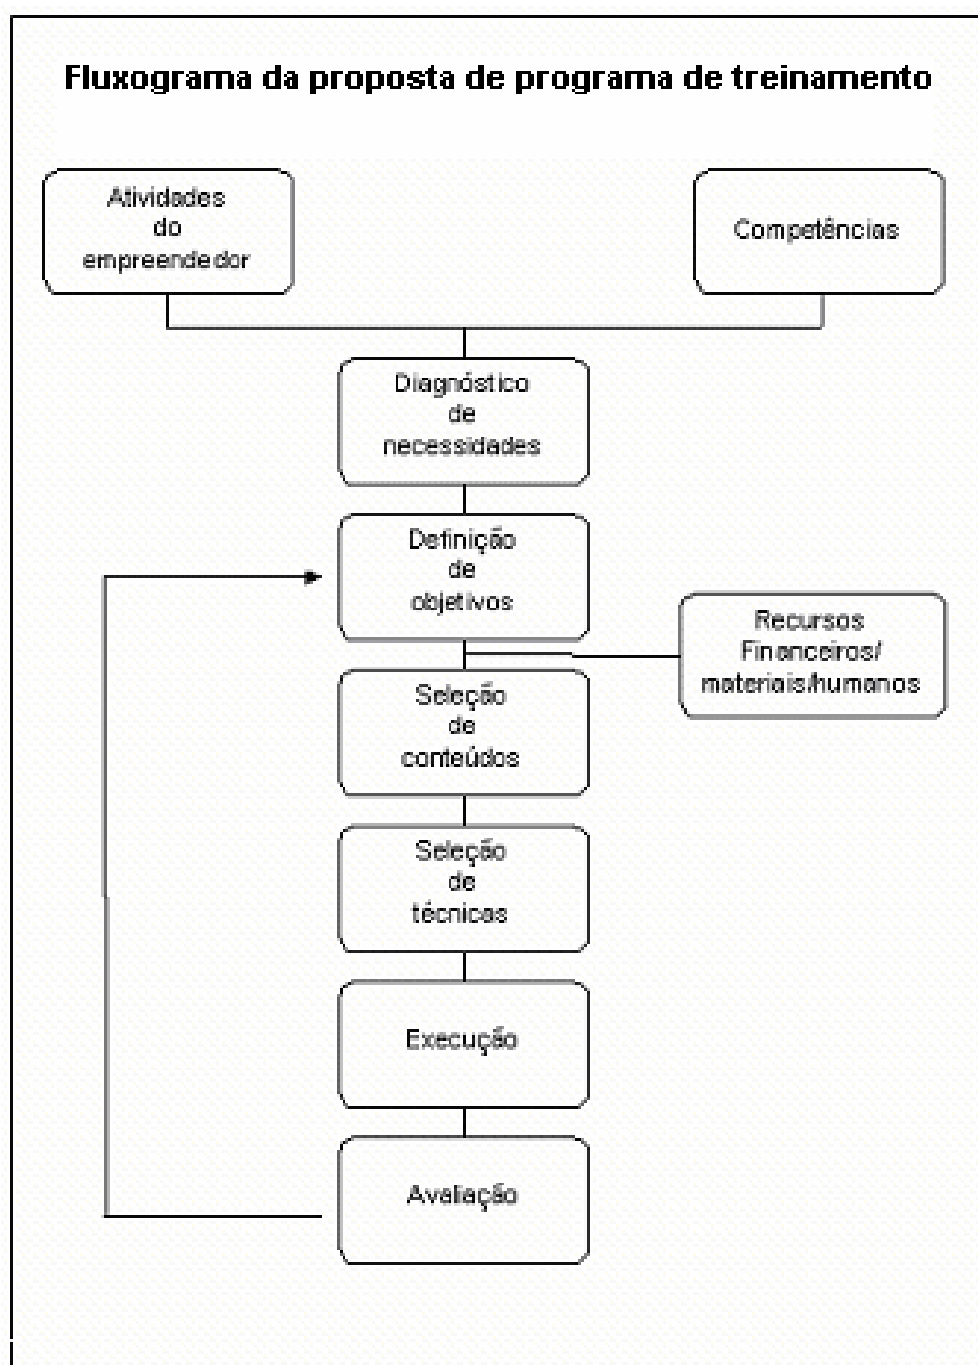 Fluxograma da proposta de programa de treinamento
Atividades
do
empreendedor
Competências
Diagnóstico
de
necessidades
Definição
de
objetivos
Recursos
Financeiros/
materiais/humanos
Seleção
de
conteúdos
Seleção
de
técnicas
Execução
Avaliação